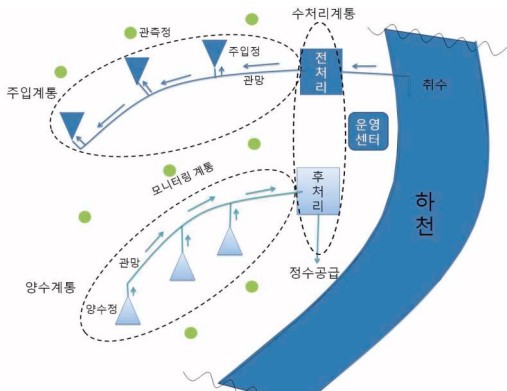 수처리계통
관측정
주입정
주입계통
관망
전
처
리
취수
운영
센터
모니터링 계통
후
처
리
하
천
관망
양수계통
양수정
정수공급